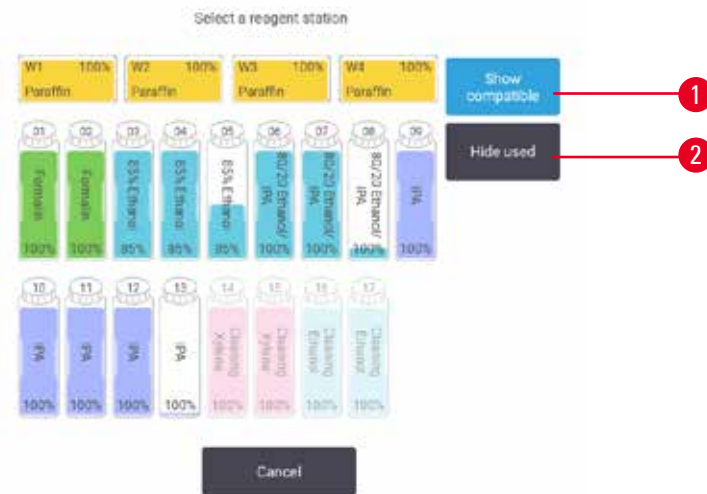 Select a reagent station
W1 100%
Paraffin
W2 100%
Paraffin
W3 100%
Paraffin
W4 100%
Paraffin
Show
compatible
1
01
Formalin
100%
02
Formalin
100%
03
85% Ethanol
85%
04
85% Ethanol
85%
05
85% Ethanol
85%
06
80/20 Ethanol/
IPA
100%
07
80/20 Ethanol/
IPA
100%
08
80/20 Ethanol/
IPA
100%
09
IPA
100%
Hide used
2
10
IPA
100%
11
IPA
100%
12
IPA
100%
13
IPA
100%
14
Cleaning
Xylene
100%
15
Cleaning
Xylene
100%
16
Cleaning
Ethanol
100%
17
Cleaning
Ethanol
100%
Cancel